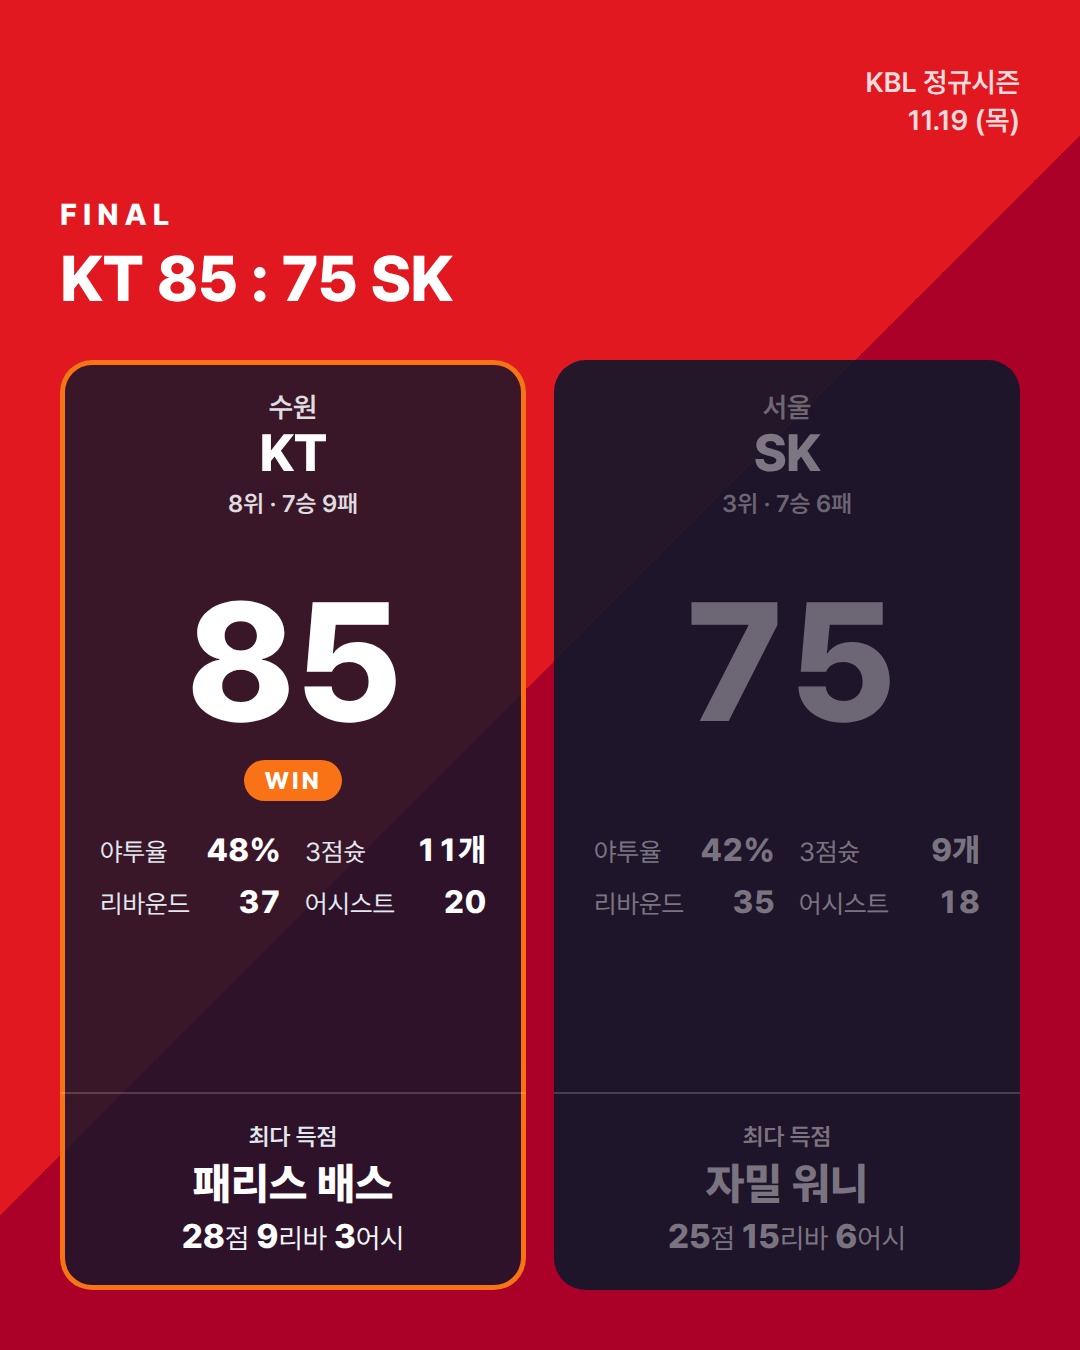 KBL 정규시즌
11.19 (목)
FINAL
KT 85 : 75 SK
수원
KT
8위 · 7승 9패
85
WIN
야투율 48% 3점슛 11개
리바운드 37 어시스트 20
최다 득점
패리스 배스
28점 9리바 3어시
서울
SK
3위 · 7승 6패
75
야투율 42% 3점슛 9개
리바운드 35 어시스트 18
최다 득점
자밀 워니
25점 15리바 6어시